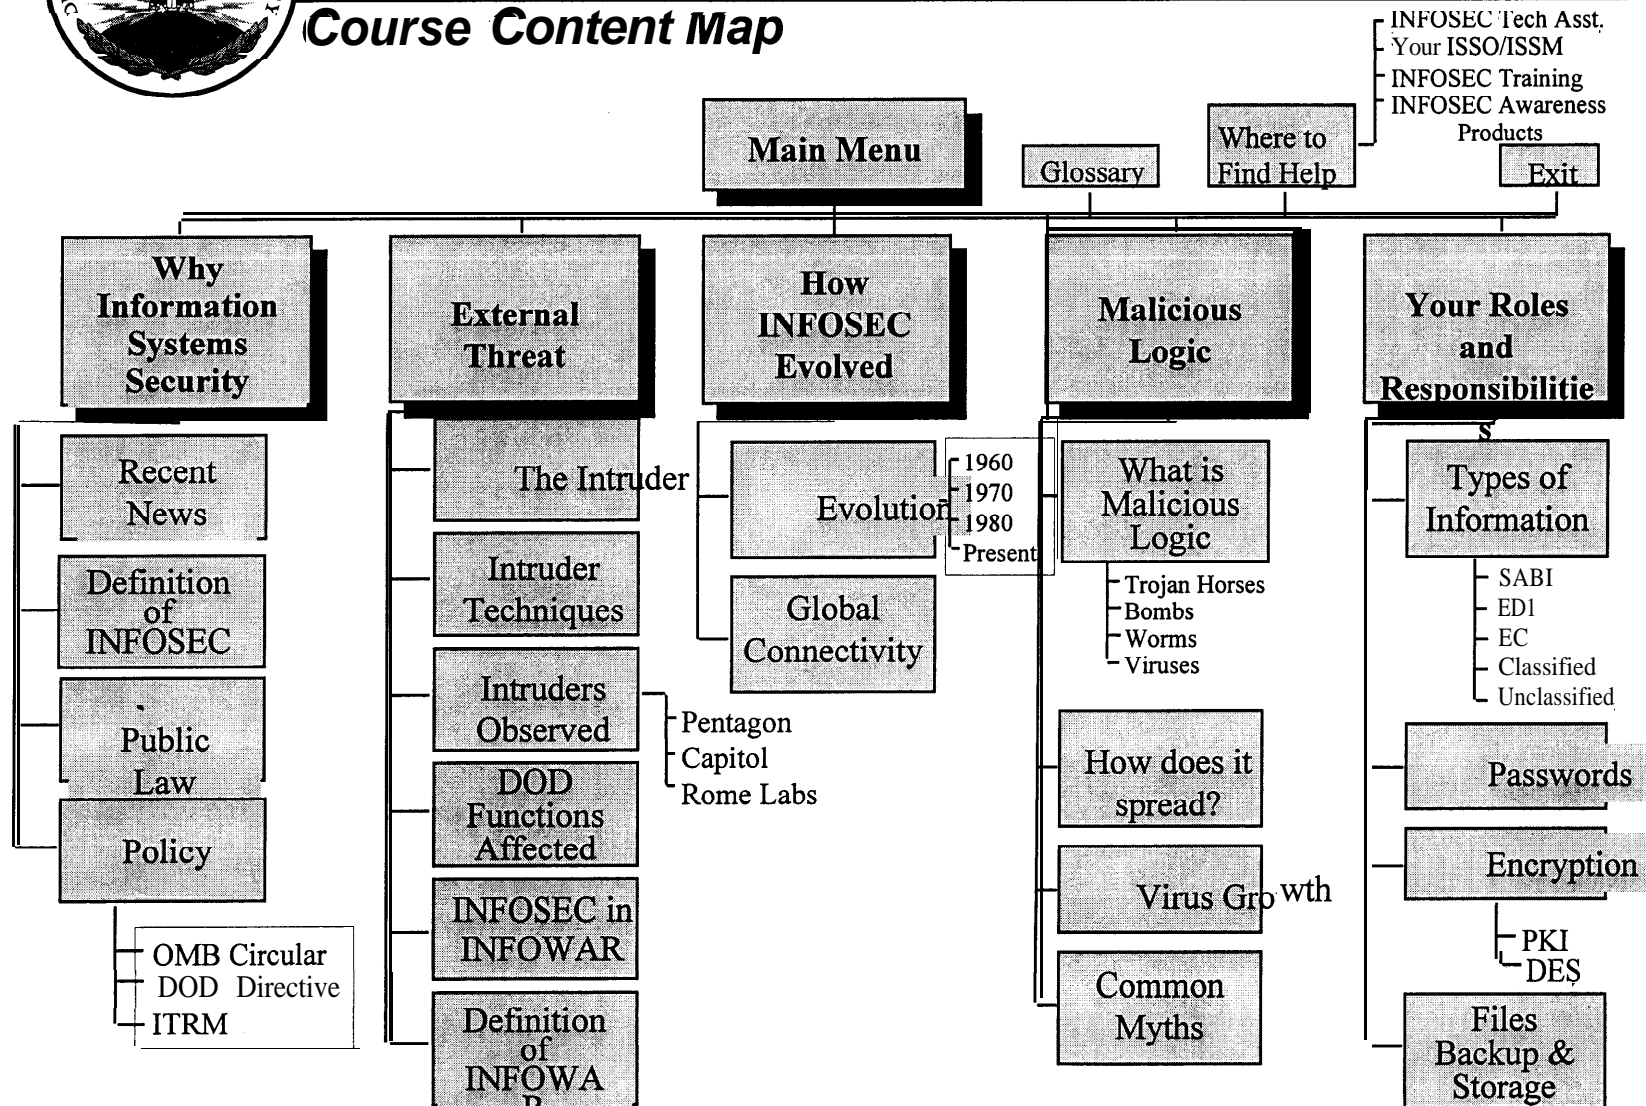 Course Content Map
INFOSEC Tech Asst.
Your ISSO/ISSM
INFOSEC Training
INFOSEC Awareness
Products
Main Menu
Glossary
Where to
Find Help
Exit
Why
Information
Systems
Security
External
Threat
How
INFOSEC
Evolved
Malicious
Logic
Your Roles
and
Responsibilitie
s
Recent
News
Definition
of
INFOSEC
Public
Law
Policy
OMB Circular
DOD Directive
ITRM
The Intruder
Intruder
Techniques
Intruders
Observed
Pentagon
Capitol
Rome Labs
DOD
Functions
Affected
INFOSEC in
INFOWAR
Definition
of
INFOWA
R
Evolution
1960
1970
1980
Present
Global
Connectivity
What is
Malicious
Logic
Trojan Horses
Bombs
Worms
Viruses
How does it
spread?
Virus Growth
Common
Myths
Types of
Information
SABI
ED1
EC
Classified
Unclassified
Passwords
Encryption
PKI
DES
Files
Backup &
Storage